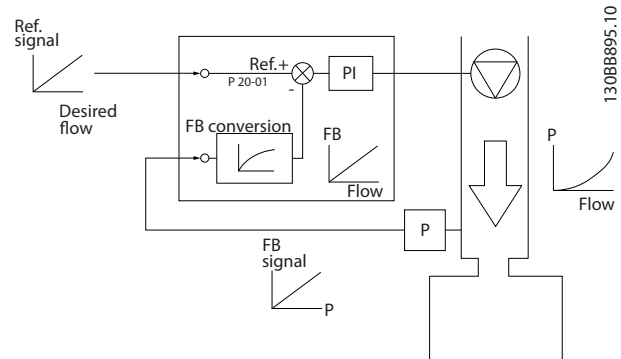 Ref.
signal
Desired
flow
Ref.+
P 20-01
-
PI
FB conversion
FB
Flow
P
FB
signal
P
P
Flow
130BB895.10